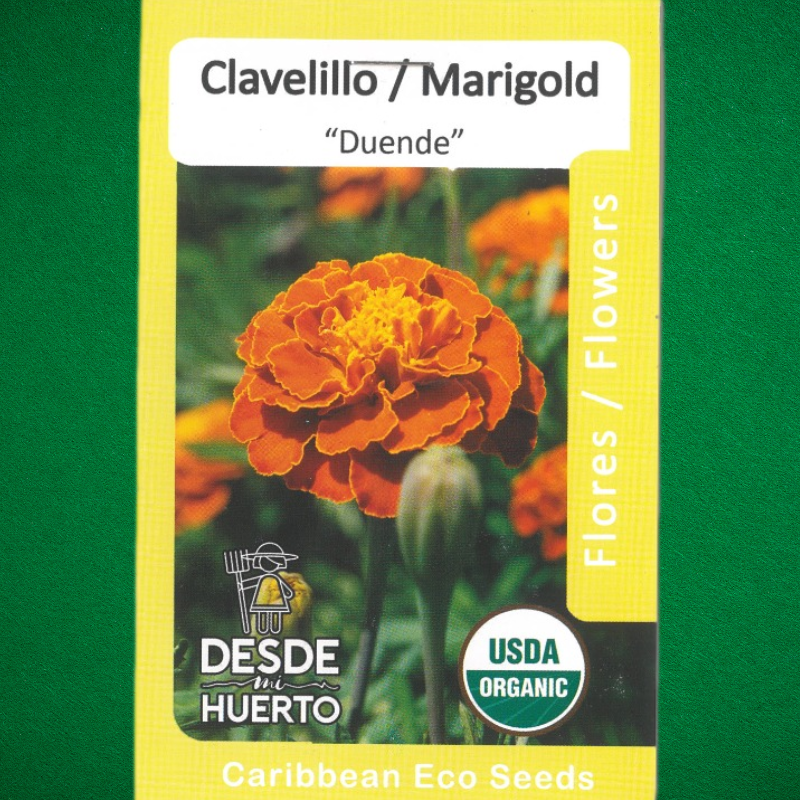 Clavelillo / Marigold
“Duende”
Flores / Flowers
DESDE
mi
HUERTO
USDA
ORGANIC
Caribbean Eco Seeds